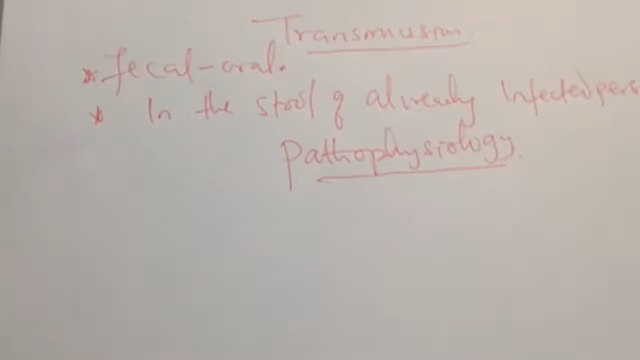 Transmission
* fecal-oral.
* In the stool of already infected pers
Pathophysiology.